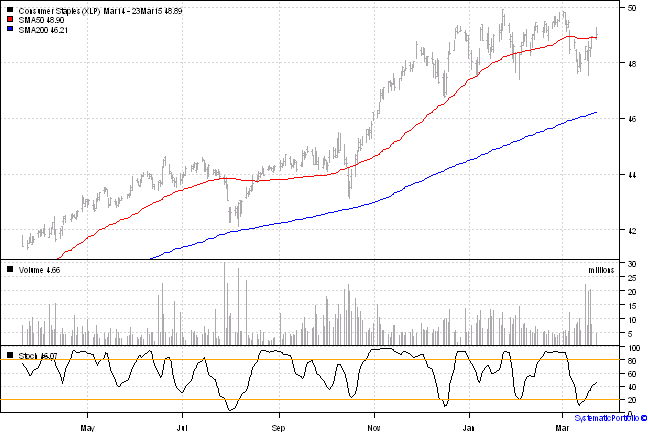 Consumer Staples (XLP) Mar14 - 23Mar15 48.89
SMA50 48.90
SMA200 46.21
50
48
46
44
42
Volume 4.66
millions
30
25
20
15
10
5
Stoch 46.07
100
80
60
40
20
0
May
Jul
Sep
Nov
Jan
Mar
SystematicPortfolio ©